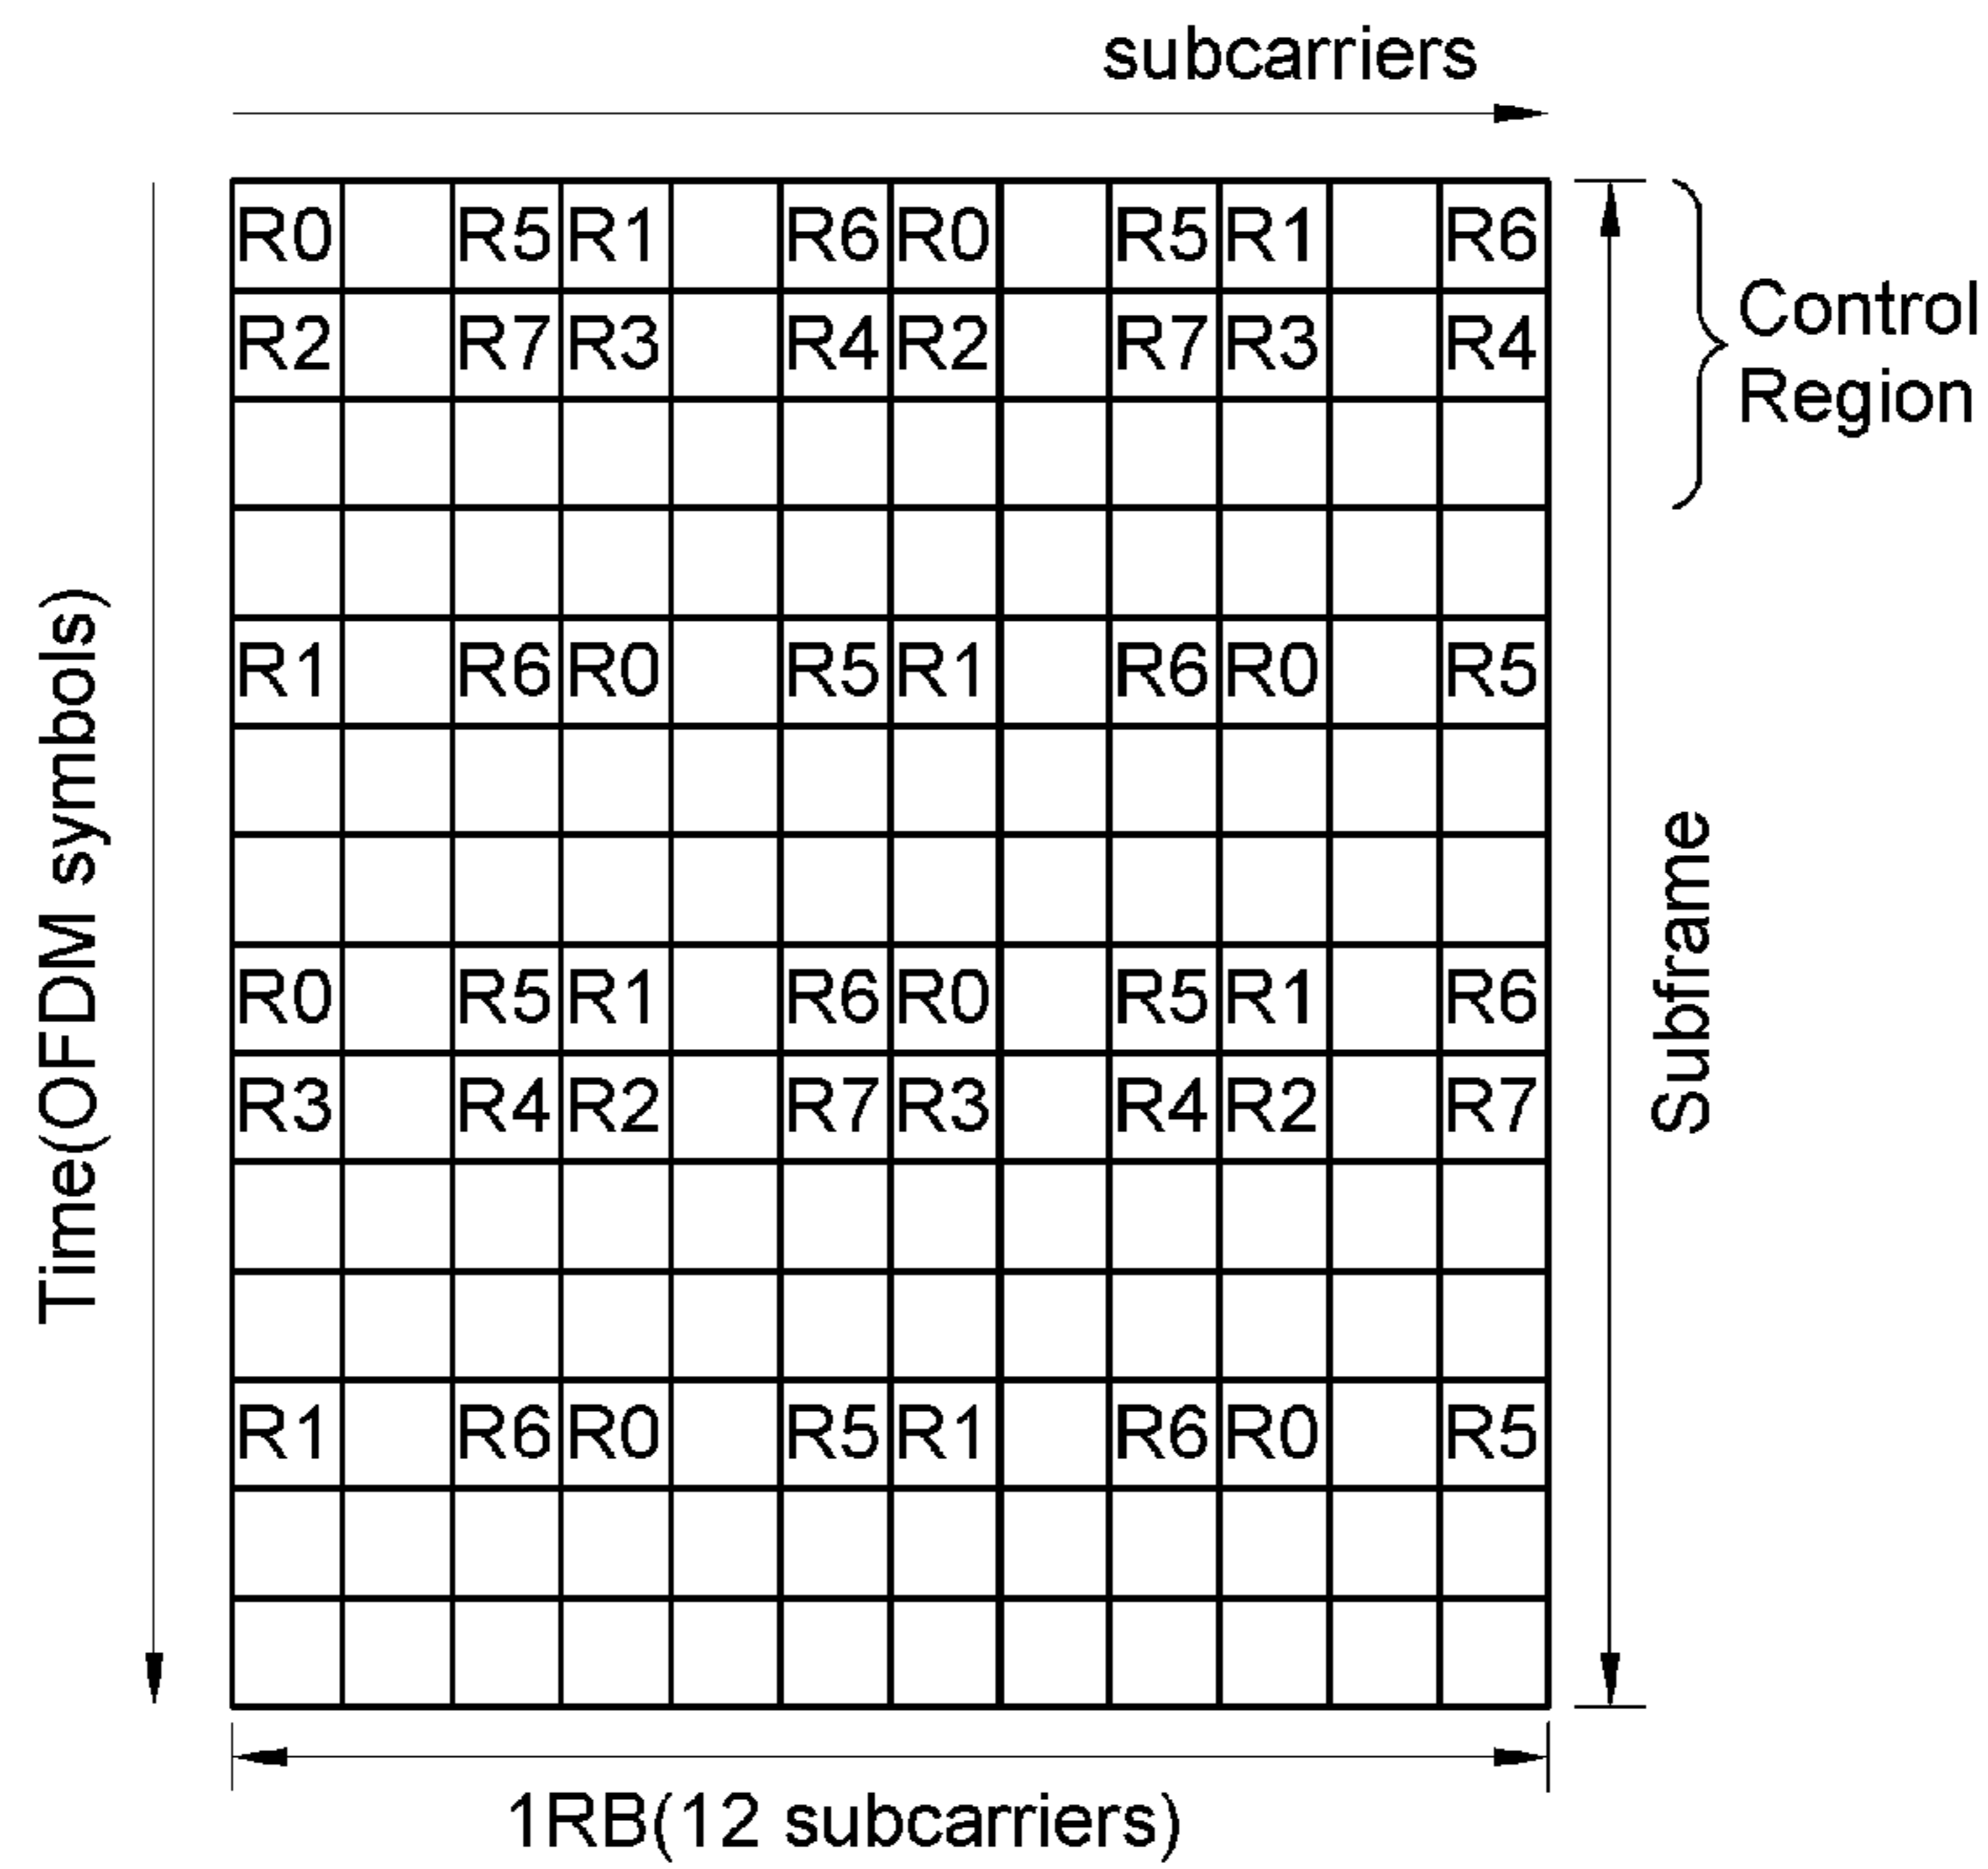 subcarriers
R0 R5 R1 R6 R0 R5 R1 R6
R2 R7 R3 R4 R2 R7 R3 R4
Control
Region
R1 R6 R0 R5 R1 R6 R0 R5
Time(OFDM symbols)
Subframe
R0 R5 R1 R6 R0 R5 R1 R6
R3 R4 R2 R7 R3 R4 R2 R7
R1 R6 R0 R5 R1 R6 R0 R5
1RB(12 subcarriers)